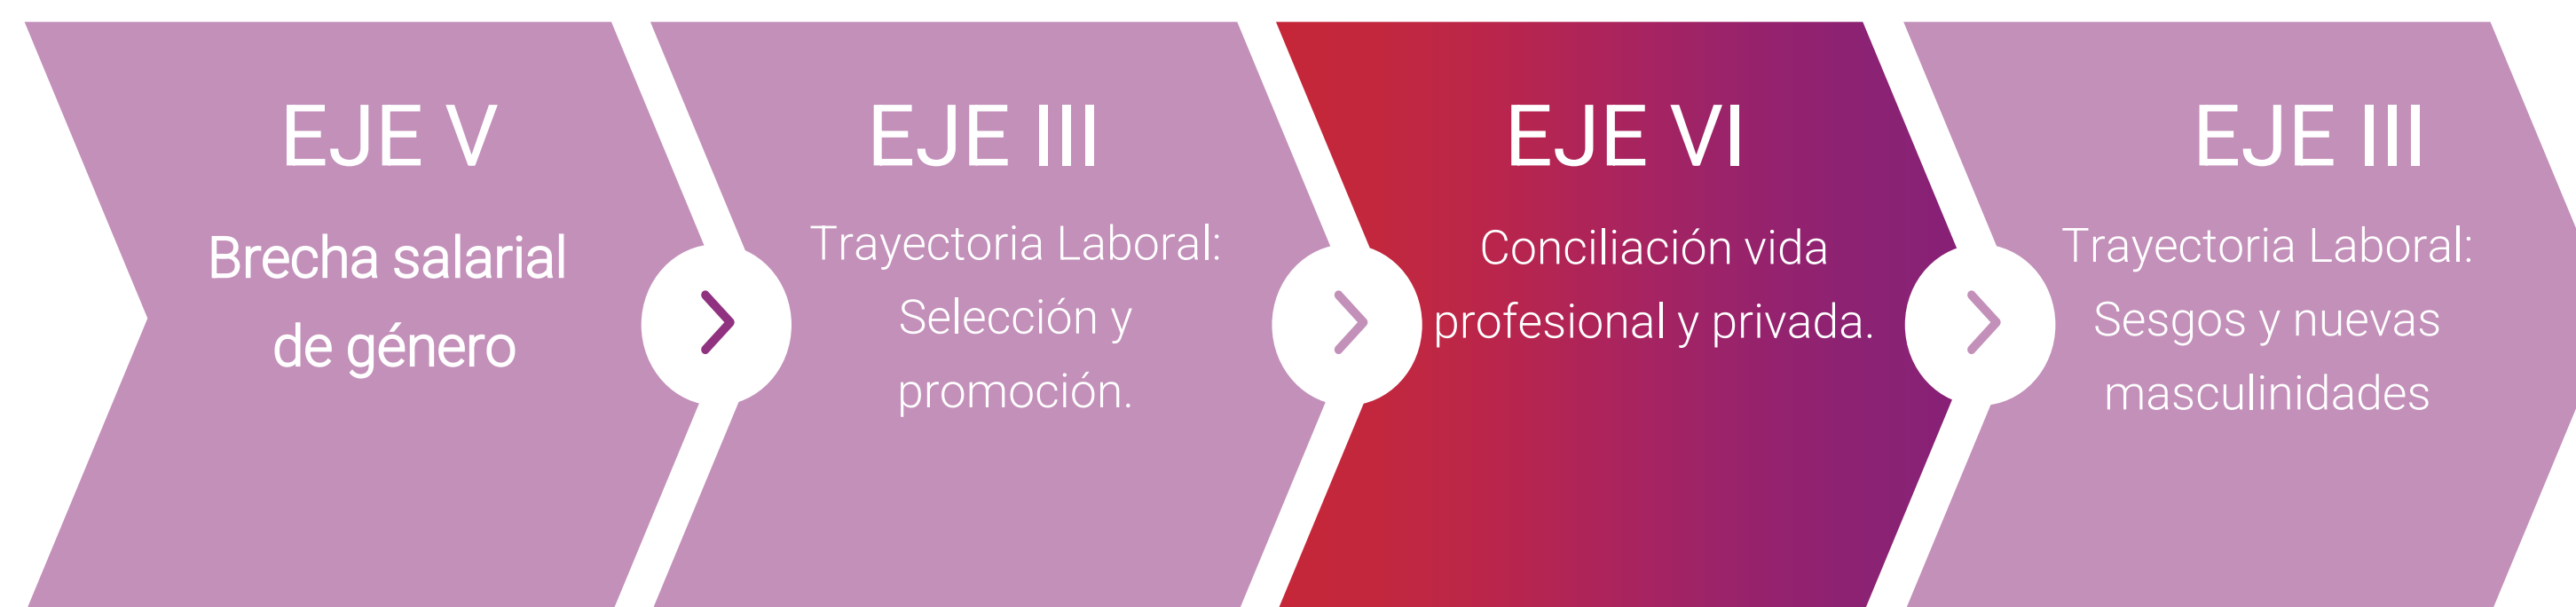 EJE V
Brecha salarial
de género
EJE III
Trayectoria Laboral:
Selección y
promoción.
EJE VI
Conciliación vida
profesional y privada.
EJE III
Trayectoria Laboral:
Sesgos y nuevas
masculinidades